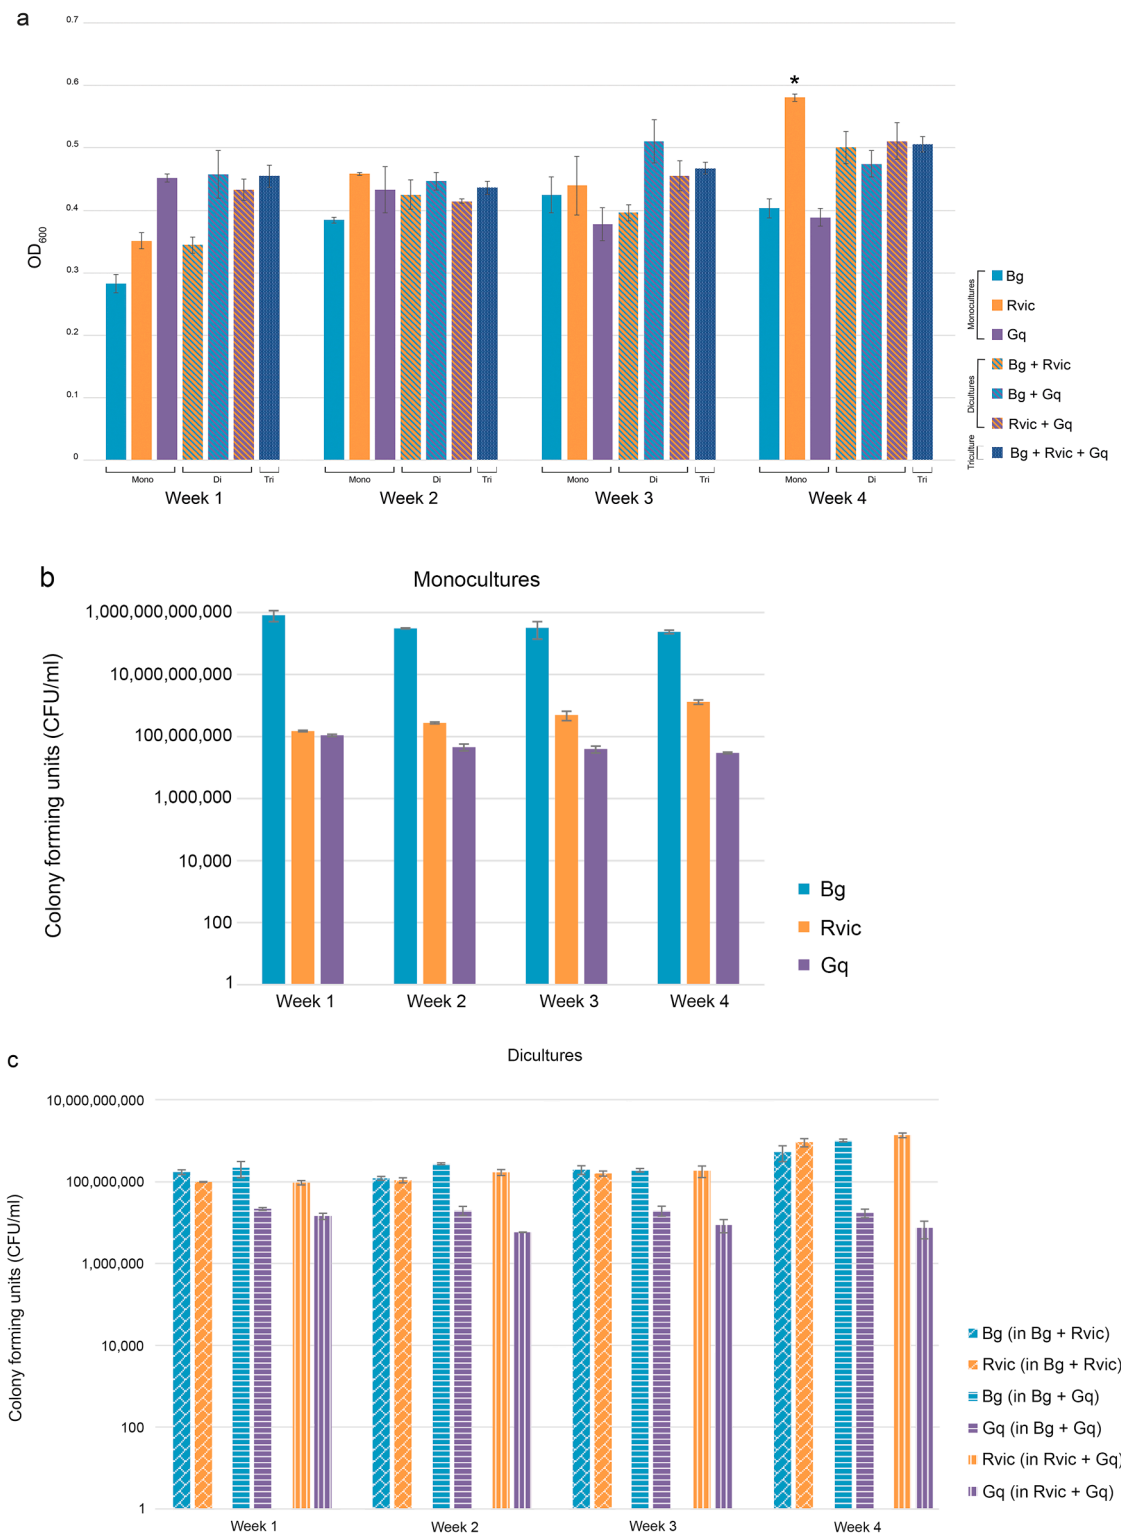 a
0.7
0.6
*
0.5
0.4
OD600
0.3
0.2
0.1
0
Mono Di Tri Mono Di Tri Mono Di Tri Mono Di Tri
Week 1 Week 2 Week 3 Week 4
Monocultures
Bg
Rvic
Gq
Dicultures
Bg + Rvic
Bg + Gq
Rvic + Gq
Triculture
Bg + Rvic + Gq
b
Monocultures
Colony forming units (CFU/ml)
1,000,000,000,000
10,000,000,000
100,000,000
1,000,000
10,000
100
1
Week 1 Week 2 Week 3 Week 4
Bg
Rvic
Gq
c
Dicultures
Colony forming units (CFU/ml)
10,000,000,000
100,000,000
1,000,000
10,000
100
1
Week 1 Week 2 Week 3 Week 4
Bg (in Bg + Rvic)
Rvic (in Bg + Rvic)
Bg (in Bg + Gq)
Gq (in Bg + Gq)
Rvic (in Rvic + Gq)
Gq (in Rvic + Gq)